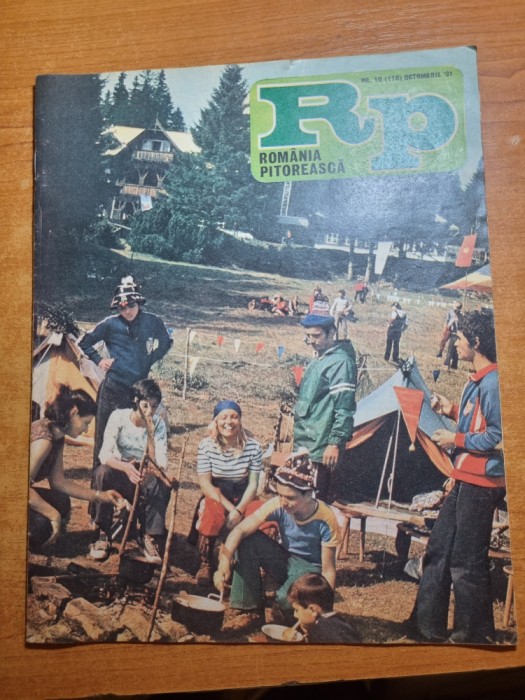 NR. 10 (118) OCTOMBRIE '81
Rp
ROMÂNIA
PITOREASCĂ